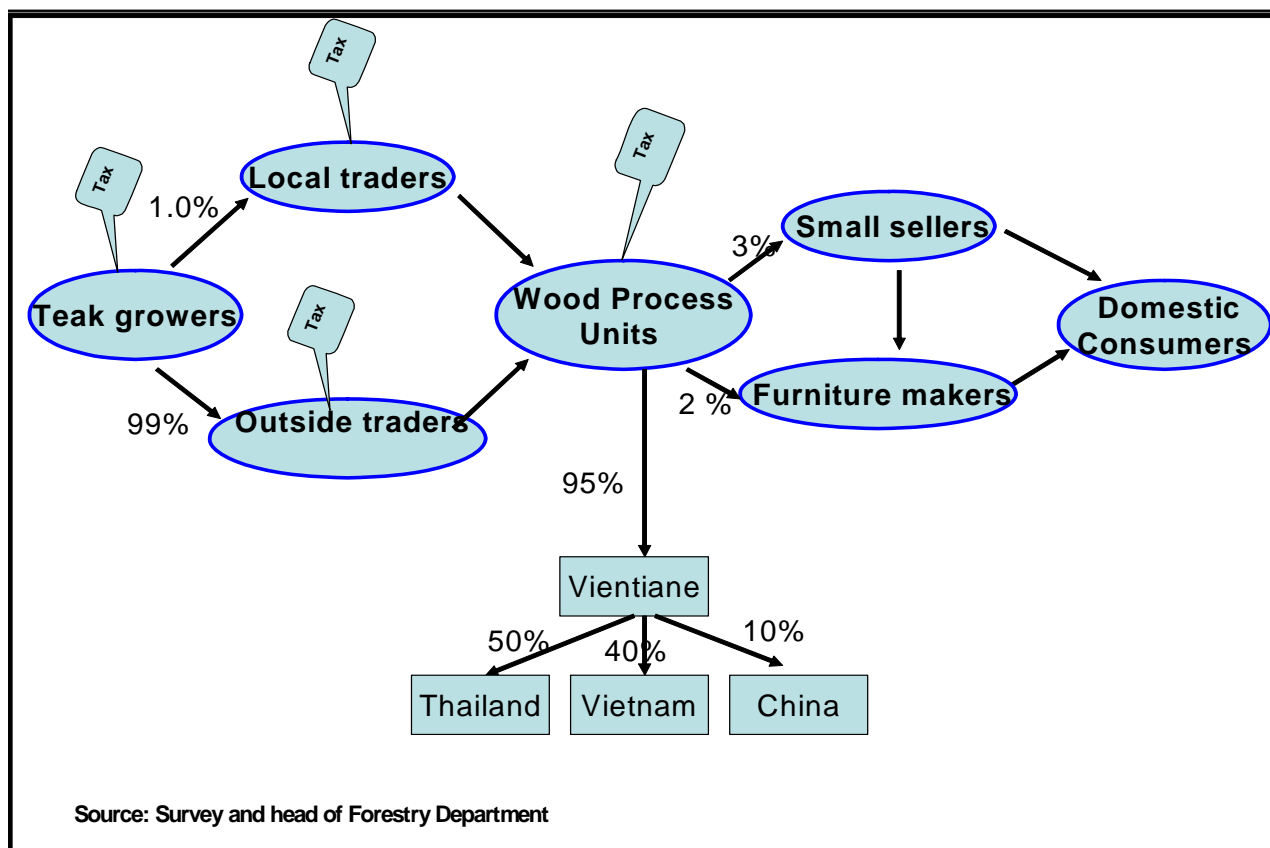 Tax
Tax
Tax
Local traders
1.0%
Small sellers
3%
Teak growers
Tax
Wood Process
Units
Domestic
Consumers
99%
Outside traders
2 %
Furniture makers
95%
Vientiane
50%
40%
10%
Thailand
Vietnam
China
Source: Survey and head of Forestry Department